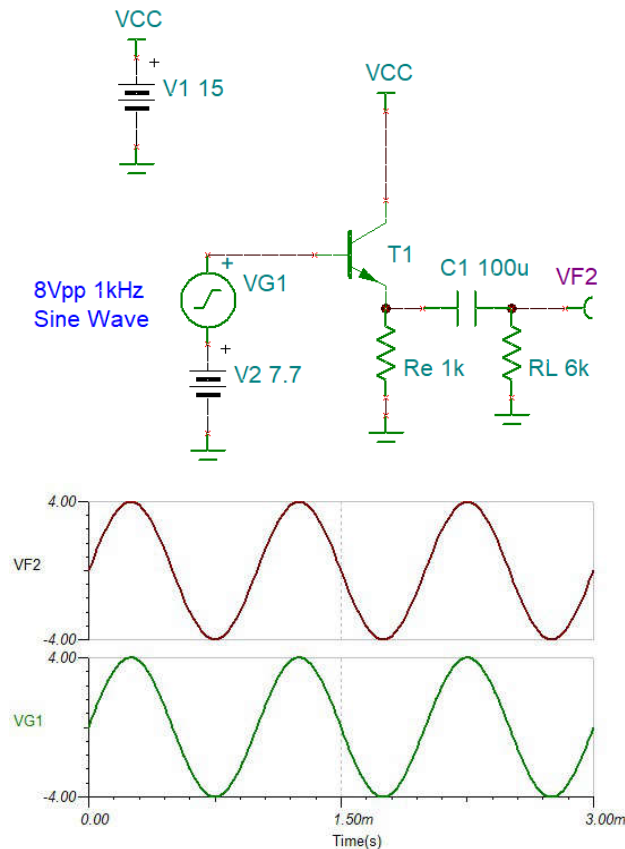 VCC
V1 15
VCC
T1
C1 100u
VF2
8Vpp 1kHz
Sine Wave
VG1
V2 7.7
Re 1k
RL 6k
4.00
VF2
-4.00
4.00
VG1
-4.00
0.00
1.50m
3.00m
Time(s)